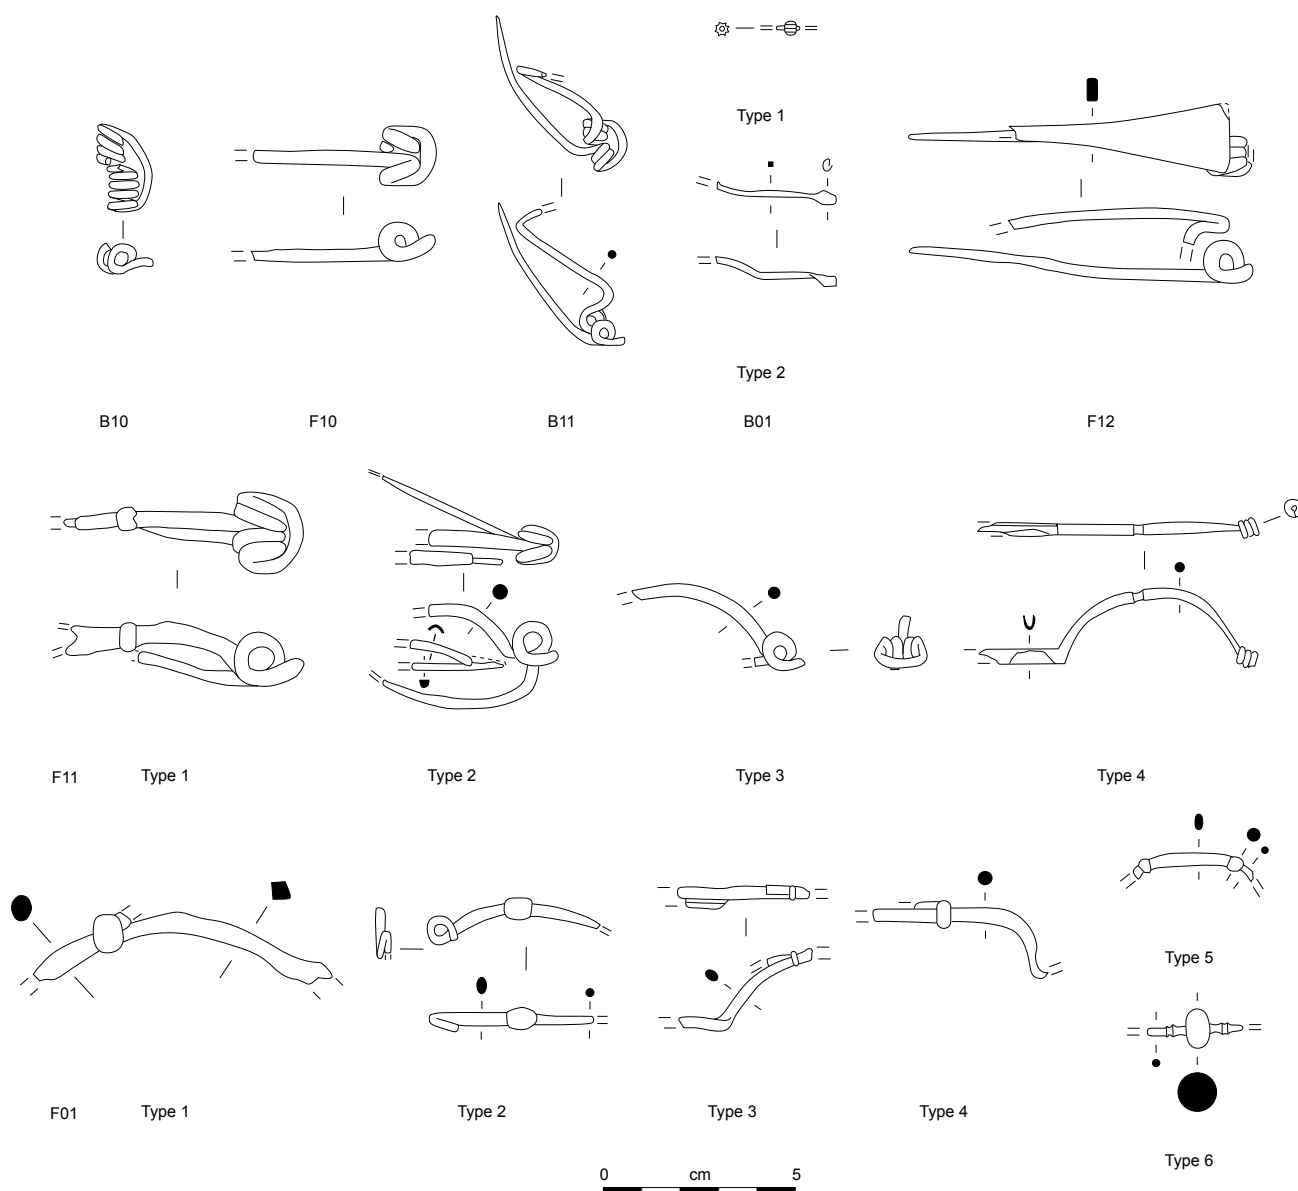 Type 1
Type 2
B10 F10 B11 B01 F12
F11 Type 1 Type 2 Type 3 Type 4
Type 5
F01 Type 1 Type 2 Type 3 Type 4
Type 6
0 cm 5